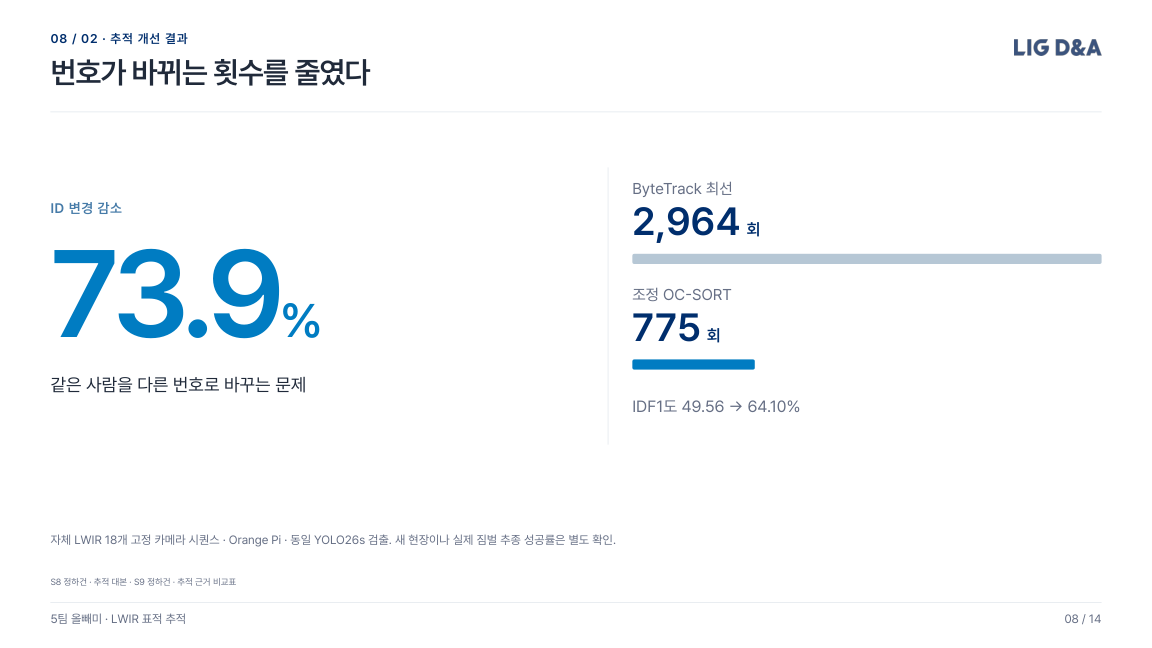 08 / 02 · 추적 개선 결과
번호가 바뀌는 횟수를 줄였다
LIG D&A
ID 변경 감소
73.9%
같은 사람을 다른 번호로 바꾸는 문제
ByteTrack 최선
2,964 회
조정 OC-SORT
775 회
IDF1도 49.56 → 64.10%
자체 LWIR 18개 고정 카메라 시퀀스 · Orange Pi · 동일 YOLO26s 검출. 새 현장이나 실제 짐벌 추종 성공률은 별도 확인.
S8 정하건 · 추적 대본 · S9 정하건 · 추적 근거 비교표
5팀 올빼미 · LWIR 표적 추적
08 / 14